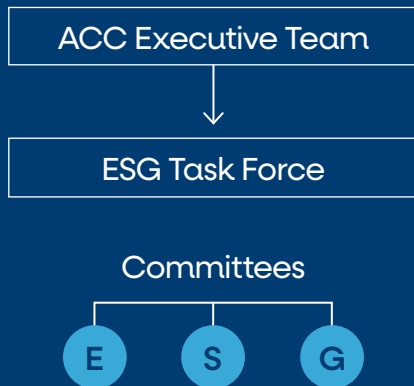 ACC Executive Team
ESG Task Force
Committees
E S G